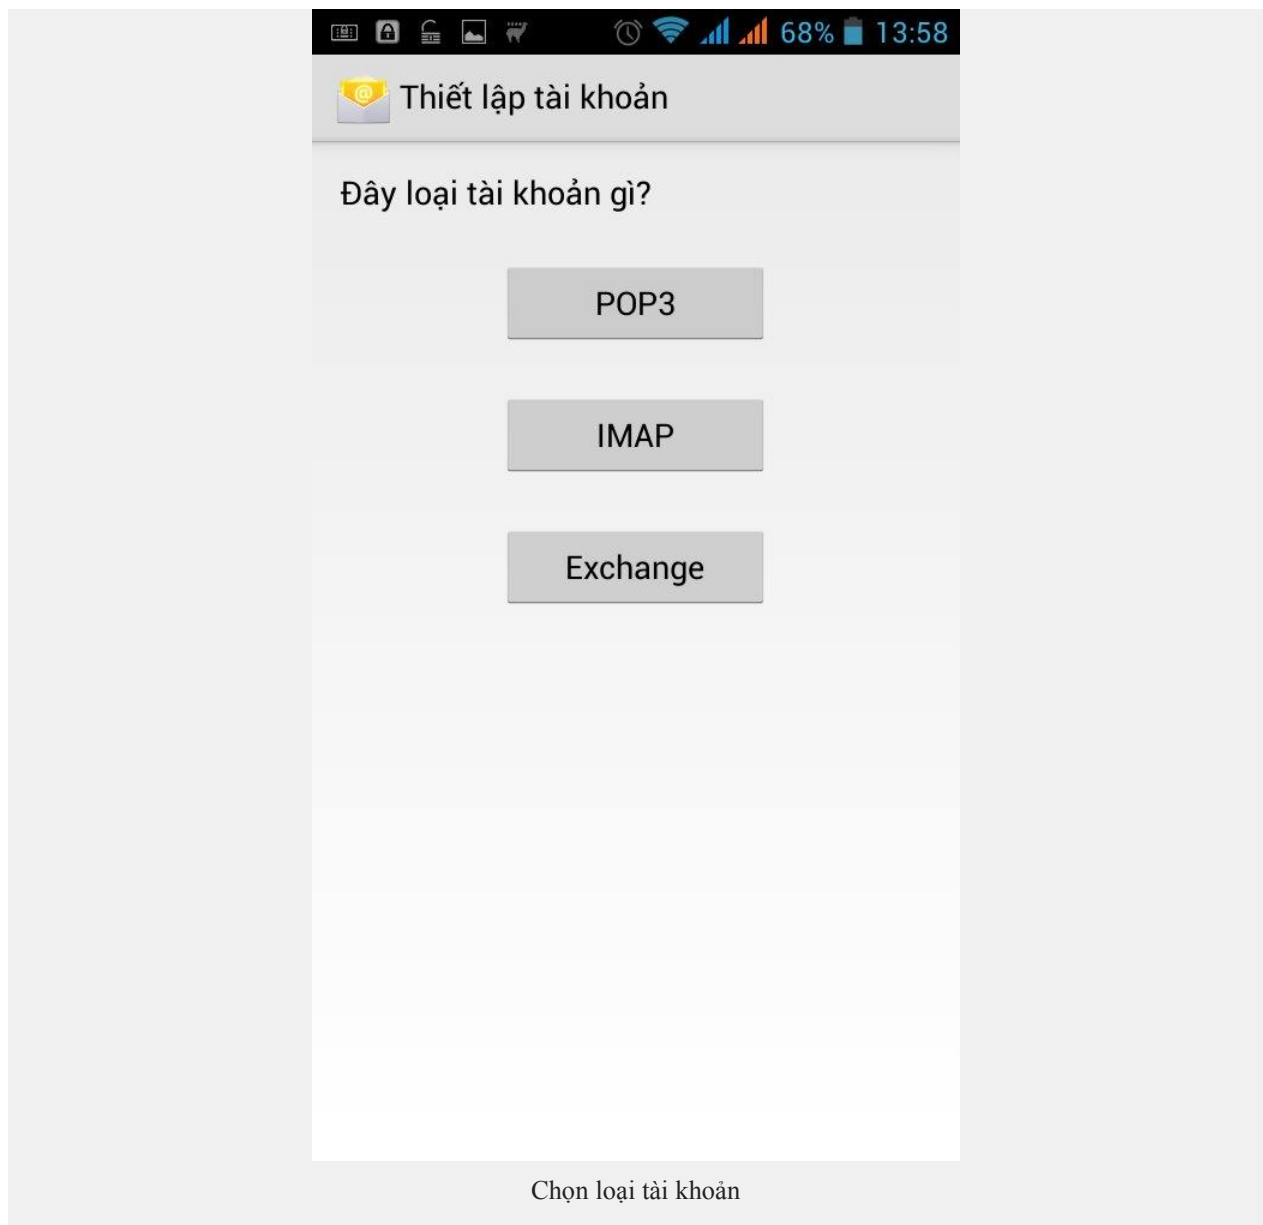 68% 13:58
Thiết lập tài khoản
Đây loại tài khoản gì?
POP3
IMAP
Exchange
Chọn loại tài khoản